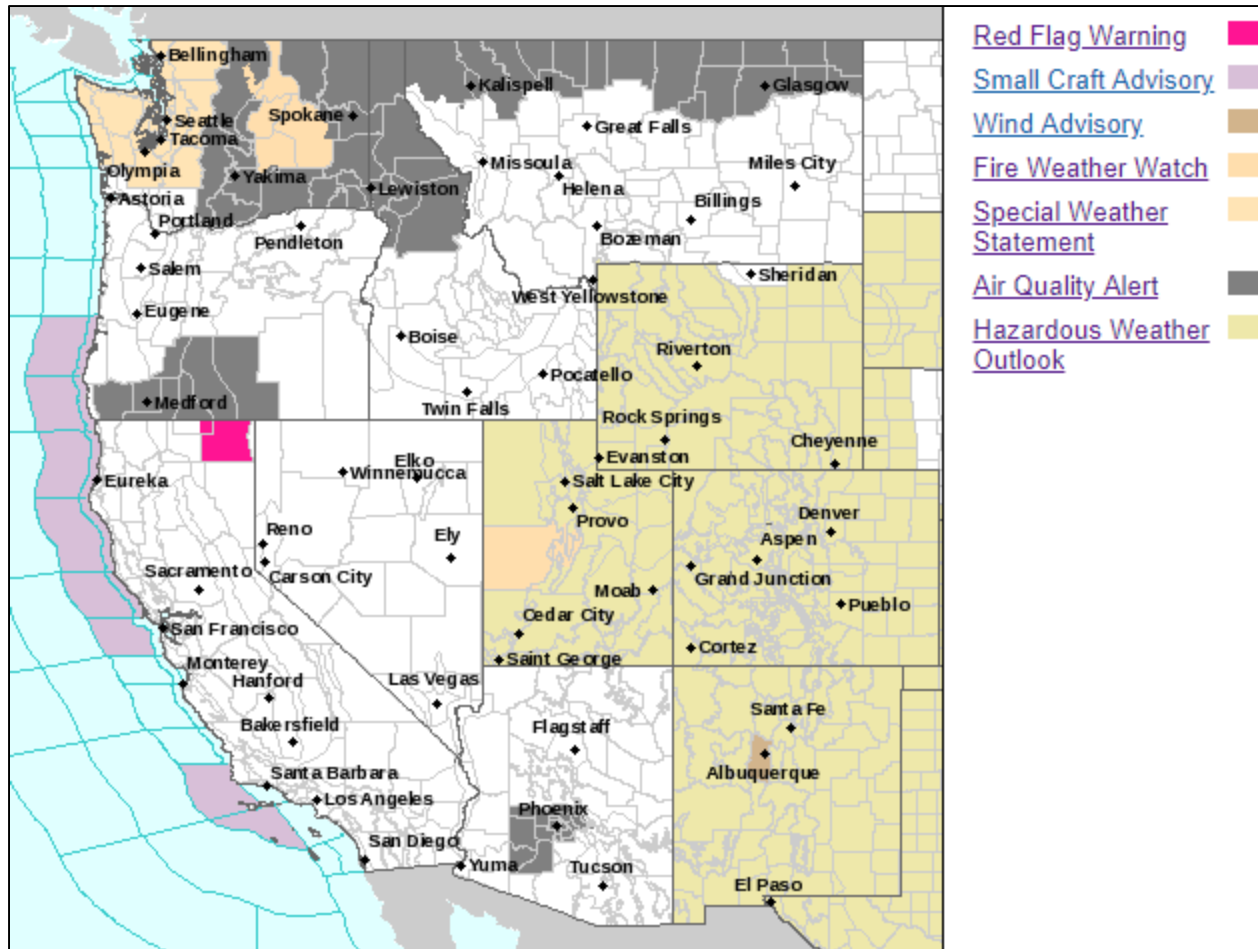 Bellingham
Seattle
Tacoma
Olympia
Spokane
Yakima
Kalispell
Glasgow
Great Falls
Missoula
Helena
Miles City
Lewiston
Billings
Bozeman
Astoria
Portland
Pendleton
Salem
Eugene
West Yellowstone
Sheridan
Boise
Riverton
Pocatello
Twin Falls
Medford
Rock Springs
Cheyenne
Evanston
Eureka
Elko
Winnemucca
Salt Lake City
Provo
Denver
Aspen
Reno
Ely
Carson City
Sacramento
Grand Junction
Moab
Pueblo
Cedar City
San Francisco
Cortez
Saint George
Monterey
Hanford
Las Vegas
Bakersfield
Flagstaff
Santa Fe
Albuquerque
Santa Barbara
Los Angeles
Phoenix
San Diego
Yuma
Tucson
El Paso
Red Flag Warning
Small Craft Advisory
Wind Advisory
Fire Weather Watch
Special Weather
Statement
Air Quality Alert
Hazardous Weather
Outlook